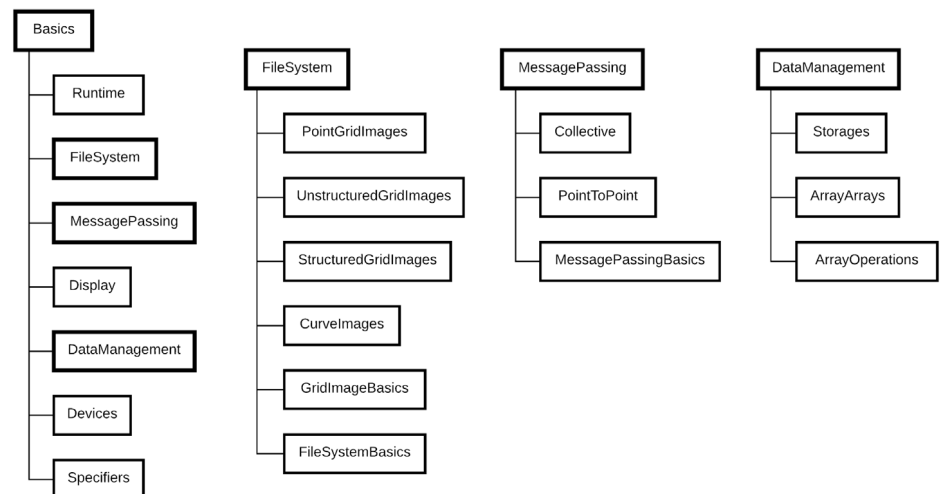 Basics
Runtime
FileSystem
MessagePassing
Display
DataManagement
Devices
Specifiers
FileSystem
PointGridImages
UnstructuredGridImages
StructuredGridImages
CurveImages
GridImageBasics
FileSystemBasics
MessagePassing
Collective
PointToPoint
MessagePassingBasics
DataManagement
Storages
ArrayArrays
ArrayOperations